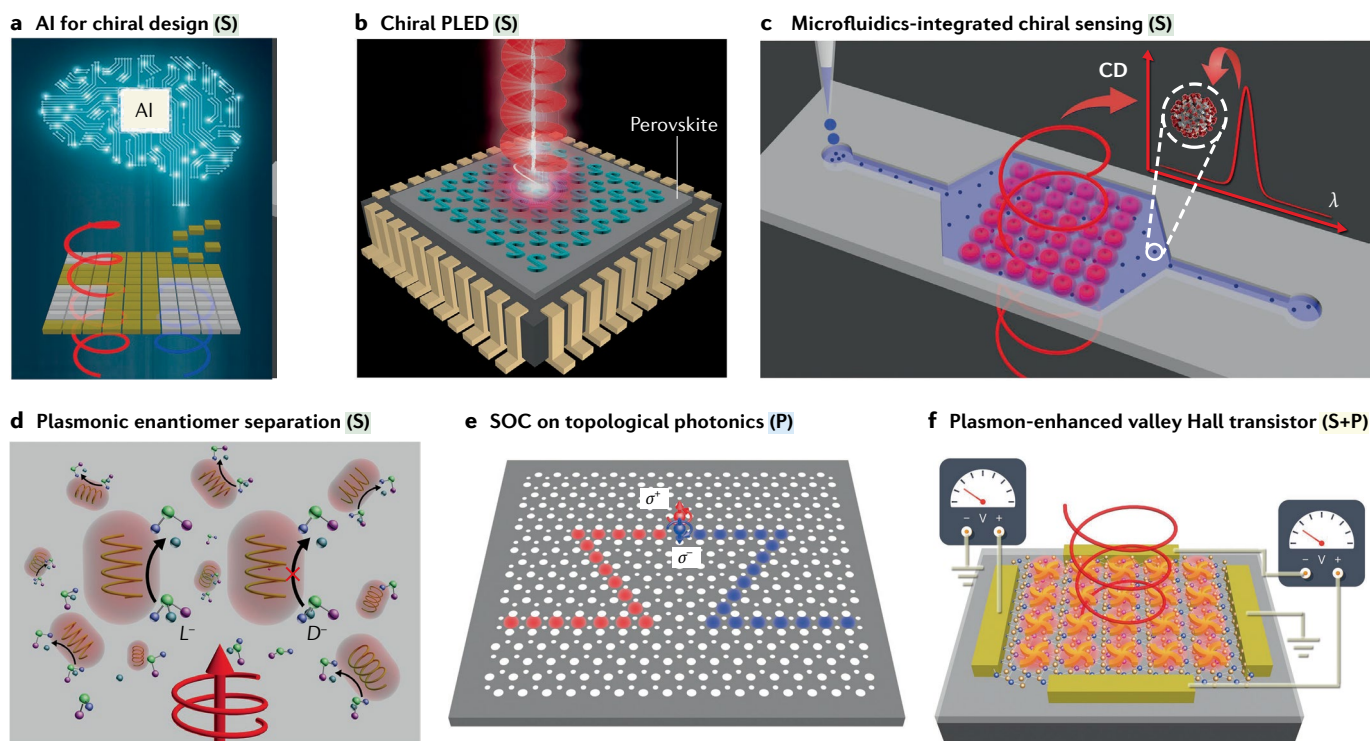 a AI for chiral design (S)
AI
b Chiral PLED (S)
Perovskite
c Microfluidics-integrated chiral sensing (S)
CD
λ
d Plasmonic enantiomer separation (S)
L–
D–
e SOC on topological photonics (P)
σ+
σ–
f Plasmon-enhanced valley Hall transistor (S+P)
– V +
– V +